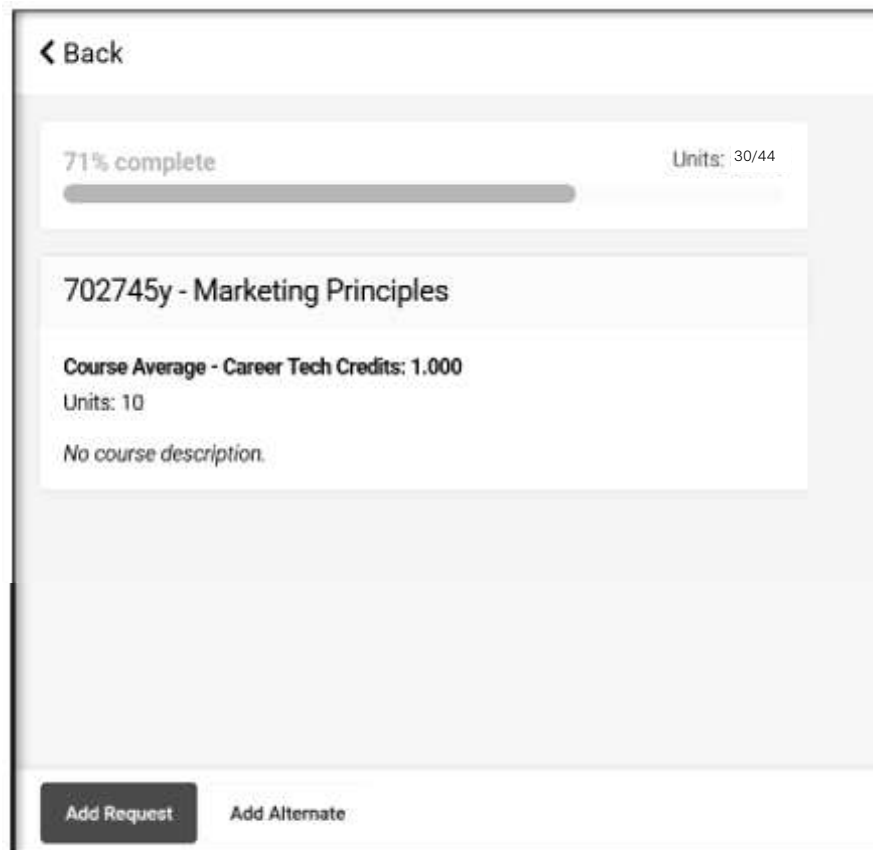 Back
71% complete
Units: 30/44
702745y - Marketing Principles
Course Average - Career Tech Credits: 1.000
Units: 10
No course description.
Add Request
Add Alternate